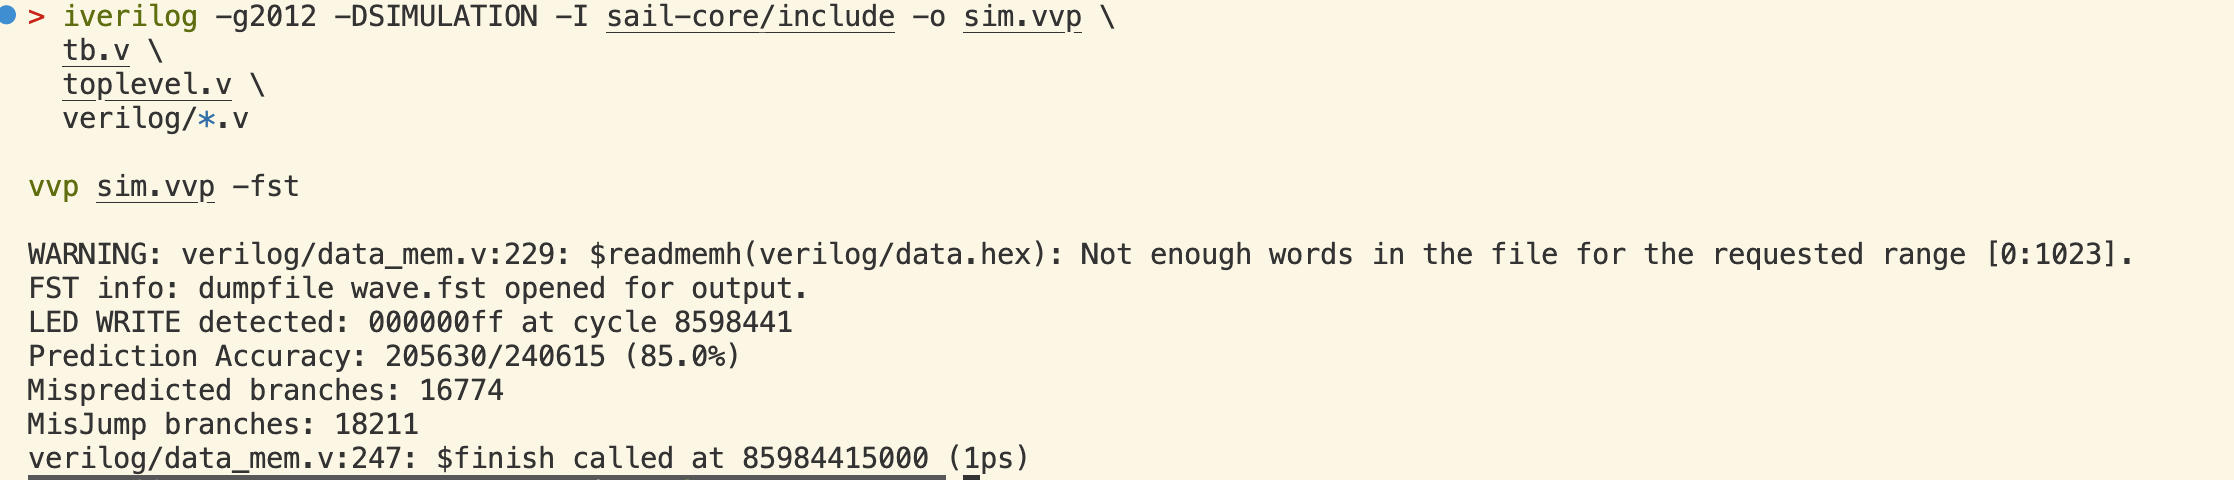 > iverilog -g2012 -DSIMULATION -I sail-core/include -o sim.vvp \
tb.v \
toplevel.v \
verilog/*.v
vvp sim.vvp -fst
WARNING: verilog/data_mem.v:229: $readmemh(verilog/data.hex): Not enough words in the file for the requested range [0:1023].
FST info: dumpfile wave.fst opened for output.
LED WRITE detected: 000000ff at cycle 8598441
Prediction Accuracy: 205630/240615 (85.0%)
Mispredicted branches: 16774
MisJump branches: 18211
verilog/data_mem.v:247: $finish called at 85984415000 (1ps)